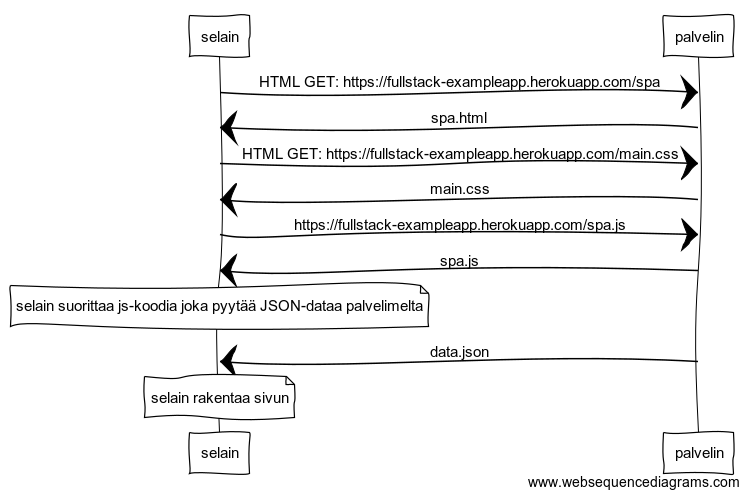 selain
palvelin
HTML GET: https://fullstack-exampleapp.herokuapp.com/spa
spa.html
HTML GET: https://fullstack-exampleapp.herokuapp.com/main.css
main.css
https://fullstack-exampleapp.herokuapp.com/spa.js
spa.js
selain suorittaa js-koodia joka pyytää JSON-dataa palvelimelta
data.json
selain rakentaa sivun
selain
palvelin
www.websequencediagrams.com